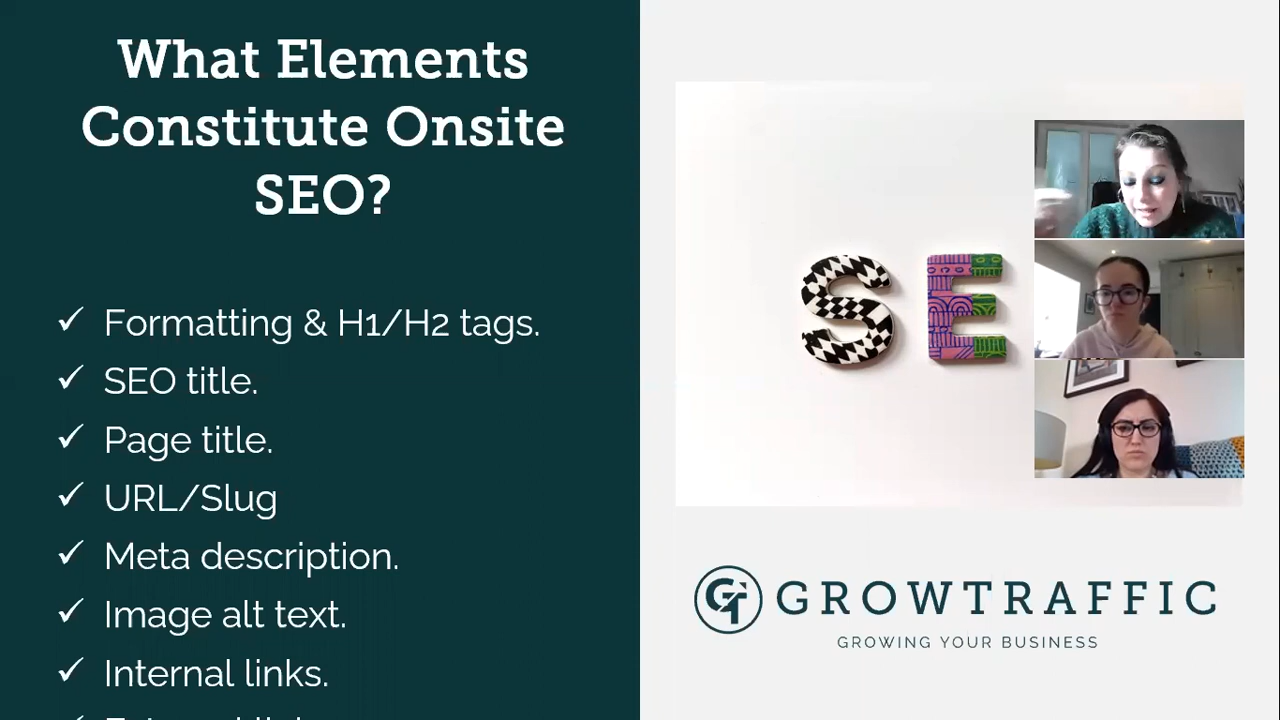 What Elements
Constitute Onsite
SEO?
✓ Formatting & H1/H2 tags.
✓ SEO title.
✓ Page title.
✓ URL/Slug
✓ Meta description.
✓ Image alt text.
✓ Internal links.
SE
GT GROWTRAFFIC
GROWING YOUR BUSINESS